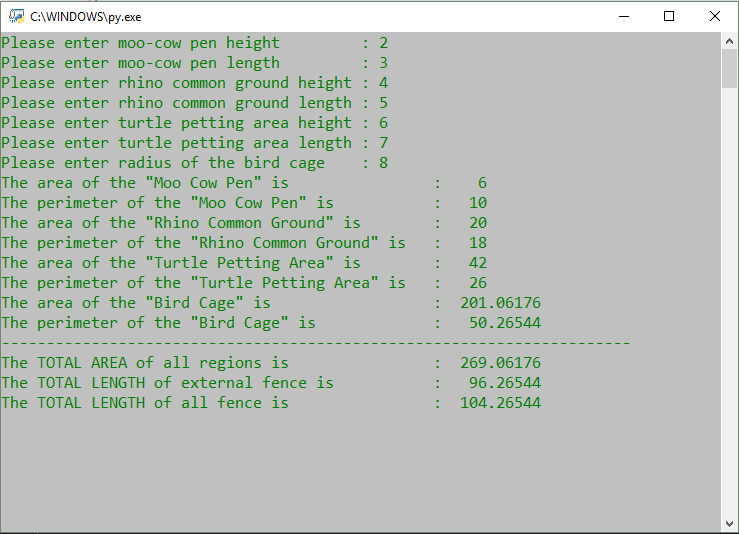 C:\WINDOWS\py.exe
Please enter moo-cow pen height         : 2
Please enter moo-cow pen length         : 3
Please enter rhino common ground height : 4
Please enter rhino common ground length : 5
Please enter turtle petting area height : 6
Please enter turtle petting area length : 7
Please enter radius of the bird cage    : 8
The area of the "Moo Cow Pen" is                :    6
The perimeter of the "Moo Cow Pen" is           :   10
The area of the "Rhino Common Ground" is        :   20
The perimeter of the "Rhino Common Ground" is   :   18
The area of the "Turtle Petting Area" is        :   42
The perimeter of the "Turtle Petting Area" is   :   26
The area of the "Bird Cage" is                  :  201.06176
The perimeter of the "Bird Cage" is             :   50.26544
----------------------------------------------------------------------
The TOTAL AREA of all regions is                :  269.06176
The TOTAL LENGTH of external fence is           :   96.26544
The TOTAL LENGTH of all fence is                :  104.26544